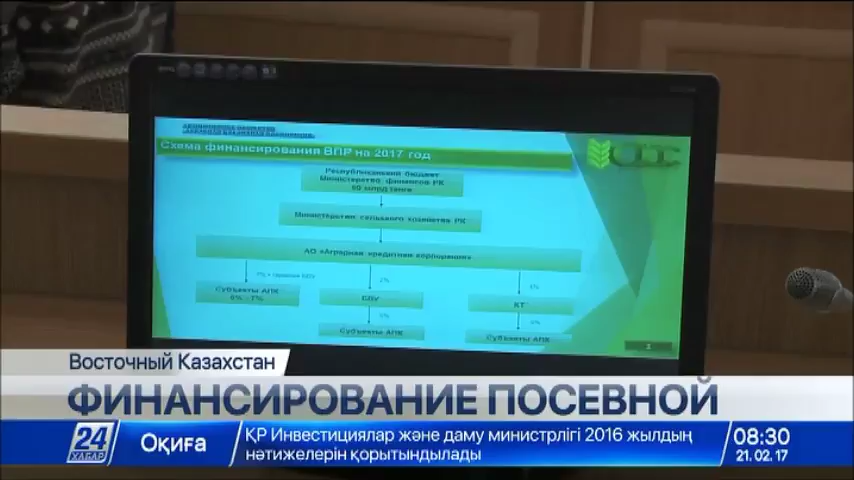 Схема финансирования ВПР на 2017 год
Республиканский бюджет
Министерство финансов РК
60 млрд тенге
Министерство сельского хозяйства РК
АО «Аграрная кредитная корпорация»
Субъекты АПК
6% - 7%
БВУ
КТ
Субъекты АПК
Субъекты АПК
Восточный Казахстан
ФИНАНСИРОВАНИЕ ПОСЕВНОЙ
24
ХАБАР
Оқиға
ҚР Инвестициялар және даму министрлігі 2016 жылдың
нәтижелерін қорытындылады
08:30
21.02.17